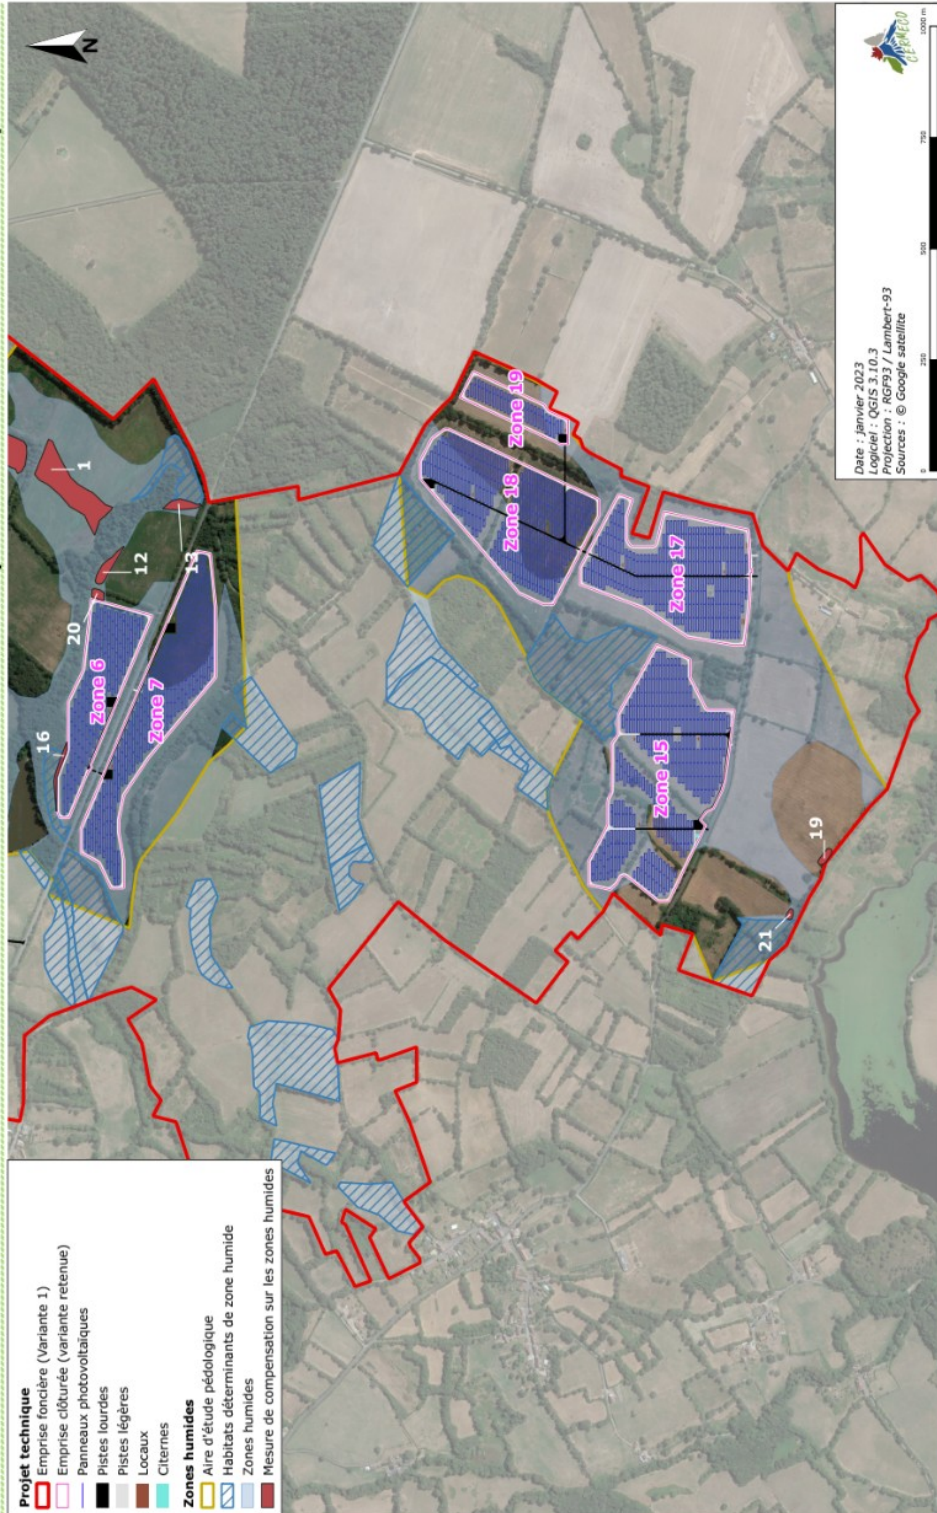 N
Projet technique
Emprise foncière (Variante 1)
Emprise clôturée (variante retenue)
Panneaux photovoltaïques
Pistes lourdes
Pistes légères
Locaux
Citernes
Zones humides
Aire d'étude pédologique
Habitats déterminants de zone humide
Zones humides
Mesure de compensation sur les zones humides
16
20
12
1
13
Zone 6
Zone 7
Zone 19
Zone 18
Zone 17
Zone 15
21
19
Date : janvier 2023
Logiciel : QGIS 3.10.3
Projection : RGF93 / Lambert-93
Sources : © Google satellite
CERMECO
0 250 500 750 1000 m